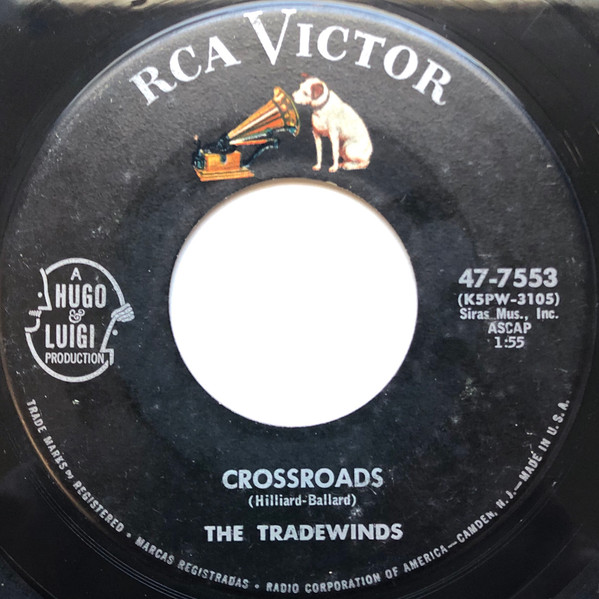 RCA VICTOR
A
HUGO
&
LUIGI
PRODUCTION
47-7553
(K5PW-3105)
Siras Mus., Inc.
ASCAP
1:55
CROSSROADS
(Hilliard-Ballard)
THE TRADEWINDS
TRADE MARKS ® REGISTERED • MARCAS REGISTRADAS • RADIO CORPORATION OF AMERICA—CAMDEN, N. J.—MADE IN U. S. A.